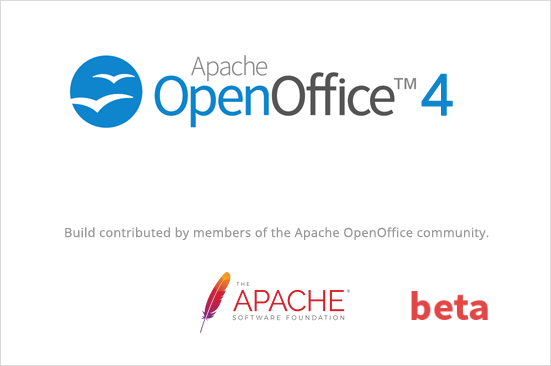 Apache
OpenOffice™ 4
Build contributed by members of the Apache OpenOffice community.
THE
APACHE®
SOFTWARE FOUNDATION
beta